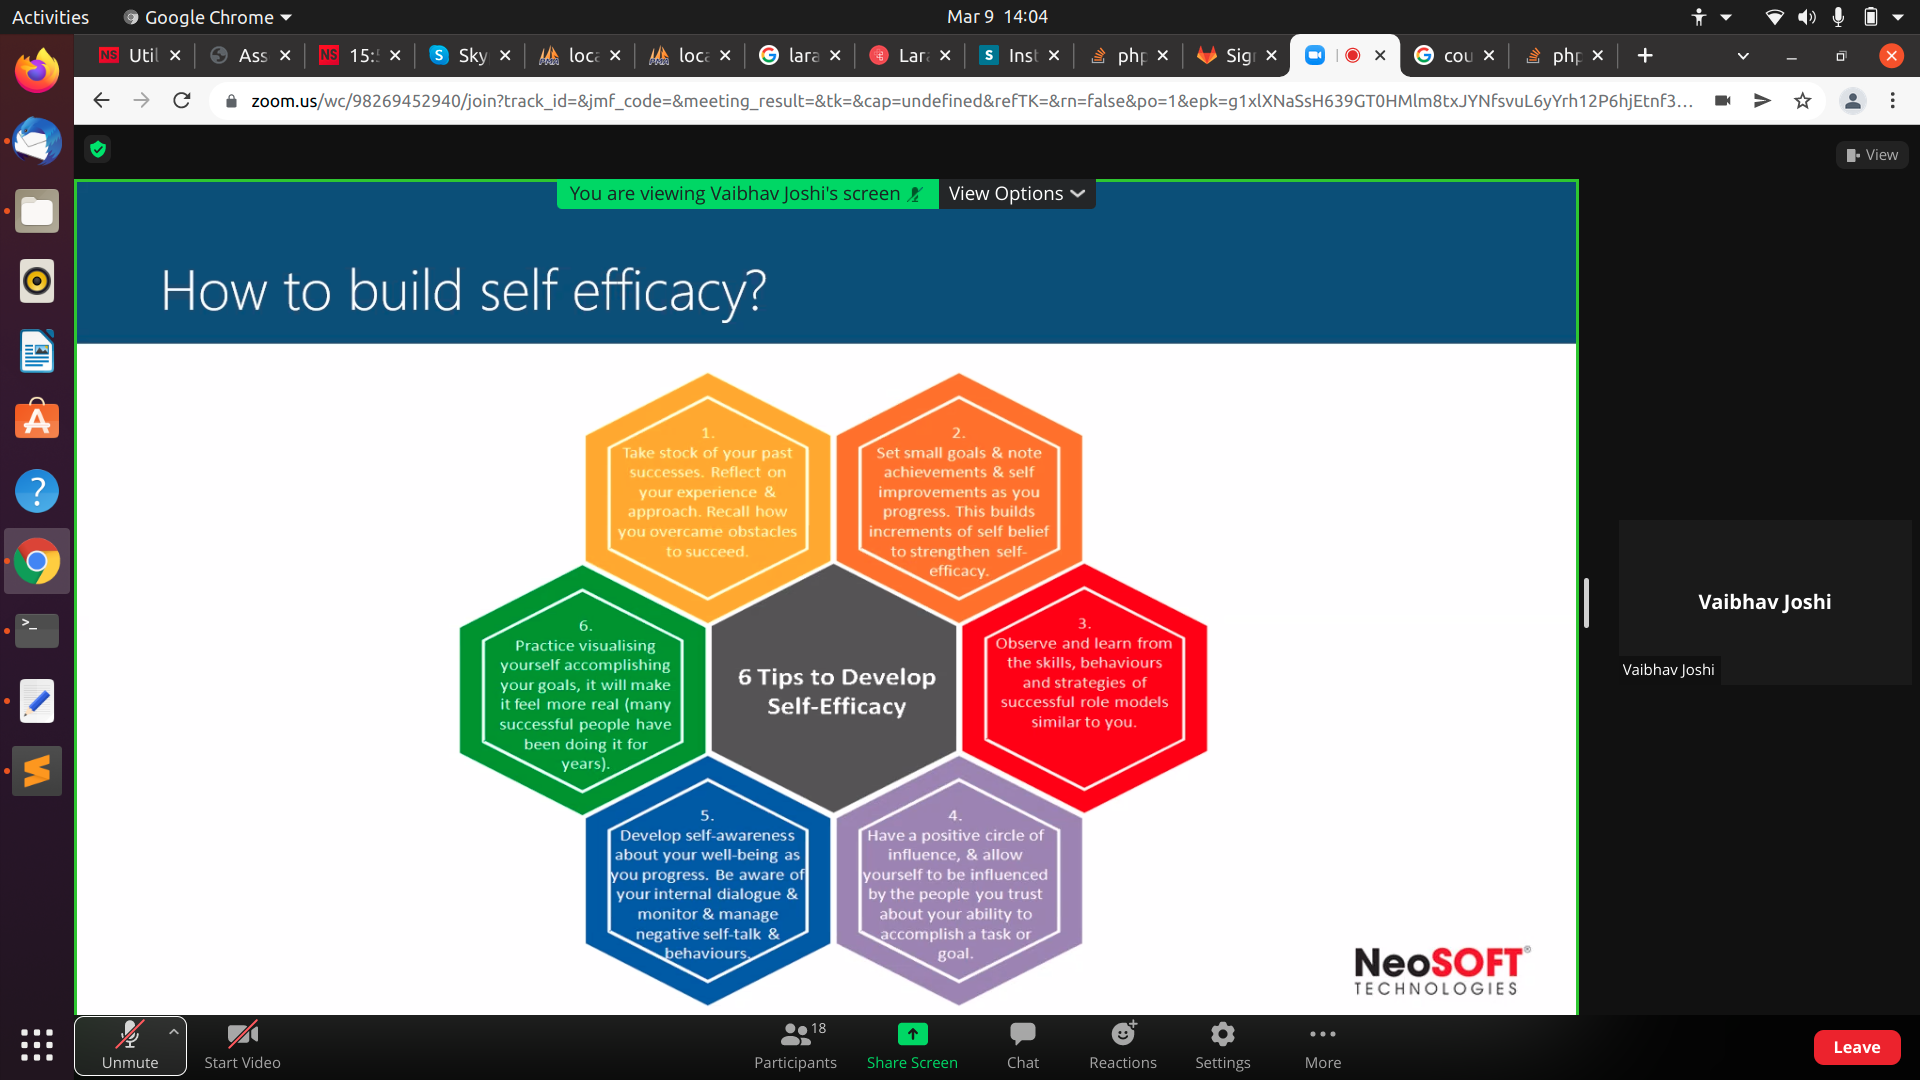 Activities
Google Chrome
Mar 9 14:04
Util
Ass
15:
Sky
loca
loca
lara
Lara
Inst
php
Sign
cou
php
zoom.us/wc/98269452940/join?track_id=&jmf_code=&meeting_result=&tk=&cap=undefined&refTK=&rn=false&po=1&epk=g1xlXNaSsH639GT0HMlm8txJYNfsvuL6yYrh12P6hjEtnf3...
View
You are viewing Vaibhav Joshi's screen
View Options
How to build self efficacy?
1.
Take stock of your past
successes. Reflect on
your experience &
approach. Recall how
you overcame obstacles
to succeed.
2.
Set small goals & note
achievements & self
improvements as you
progress. This builds
increments of self belief
to strengthen self-
efficacy.
3.
Observe and learn from
the skills, behaviours
and strategies of
successful role models
similar to you.
6 Tips to Develop
Self-Efficacy
6.
Practice visualising
yourself accomplishing
your goals, it will make
it feel more real (many
successful people have
been doing it for
years).
5.
Develop self-awareness
about your well-being as
you progress. Be aware of
your internal dialogue &
monitor & manage
negative self-talk &
behaviours.
4.
Have a positive circle of
influence, & allow
yourself to be influenced
by the people you trust
about your ability to
accomplish a task or
goal.
NeoSOFT®
TECHNOLOGIES
Vaibhav Joshi
Vaibhav Joshi
Unmute
Start Video
18
Participants
Share Screen
Chat
Reactions
Settings
More
Leave